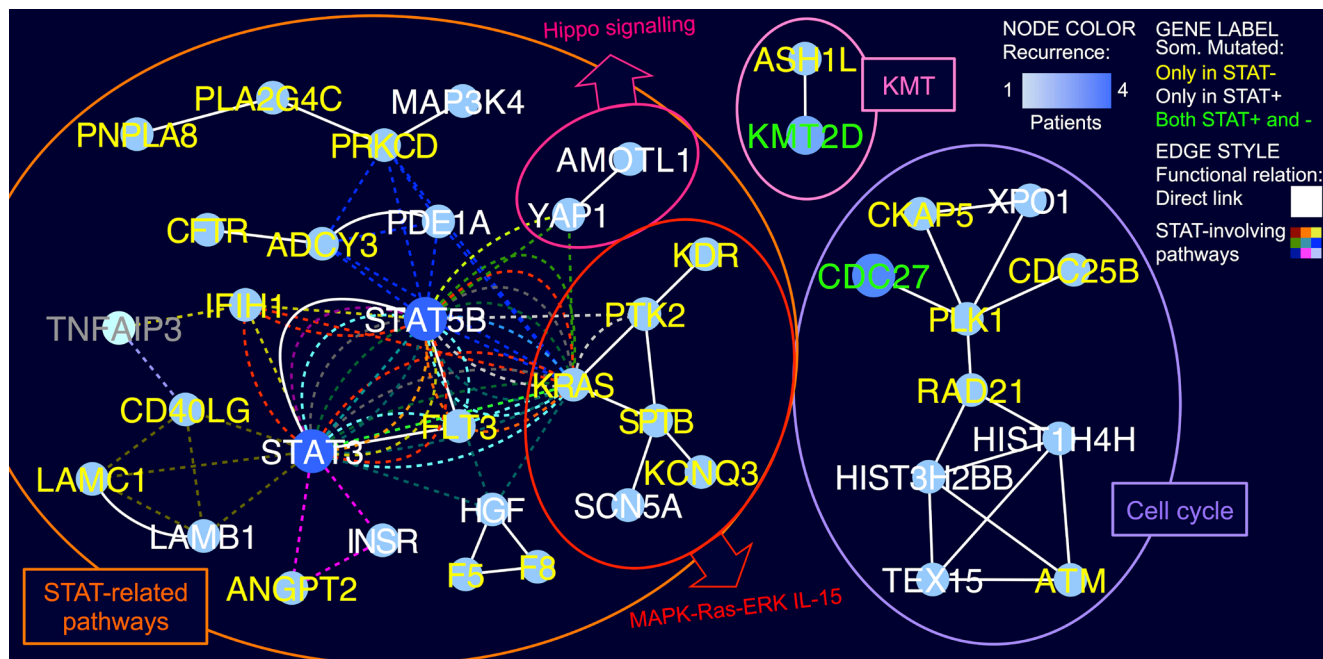 Hippo signalling
NODE COLOR
Recurrence:
1
4
Patients
GENE LABEL
Som. Mutated:
Only in STAT-
Only in STAT+
Both STAT+ and -
EDGE STYLE
Functional relation:
Direct link
STAT-involving
pathways
ASH1L
KMT
KMT2D
PLA2G4C
MAP3K4
PNPLA8
PRKCD
AMOTL1
YAP1
PDE1A
CFTR
ADCY3
KDR
IFIH1
TNFAIP3
STAT5B
PTK2
KRAS
CD40LG
FLT3
SPTB
STAT3
KCNQ3
LAMC1
SCN5A
HGF
LAMB1
INSR
F5
F8
ANGPT2
STAT-related
pathways
MAPK-Ras-ERK IL-15
CKAP5
XPO1
CDC27
CDC25B
PLK1
RAD21
HIST1H4H
HIST3H2BB
Cell cycle
TEX15
ATM